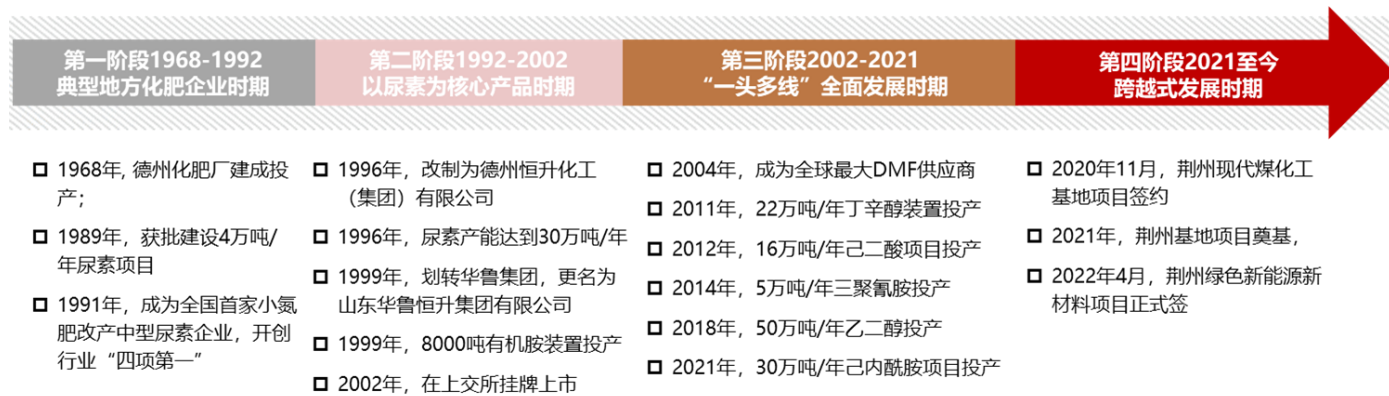 第一阶段1968-1992
典型地方化肥企业时期
第二阶段1992-2002
以尿素为核心产品时期
第三阶段2002-2021
“一头多线”全面发展时期
第四阶段2021至今
跨越式发展时期
1968年, 德州化肥厂建成投
产；
1989年，获批建设4万吨/
年尿素项目
1991年，成为全国首家小氮
肥改产中型尿素企业，开创
行业“四项第一”
1996年，改制为德州恒升化工
（集团）有限公司
1996年，尿素产能达到30万吨/年
1999年，划转华鲁集团，更名为
山东华鲁恒升集团有限公司
1999年，8000吨有机胺装置投产
2002年，在上交所挂牌上市
2004年，成为全球最大DMF供应商
2011年，22万吨/年丁辛醇装置投产
2012年，16万吨/年己二酸项目投产
2014年，5万吨/年三聚氰胺投产
2018年，50万吨/年乙二醇投产
2021年，30万吨/年己内酰胺项目投产
2020年11月，荆州现代煤化工
基地项目签约
2021年，荆州基地项目奠基，
2022年4月，荆州绿色新能源新
材料项目正式签